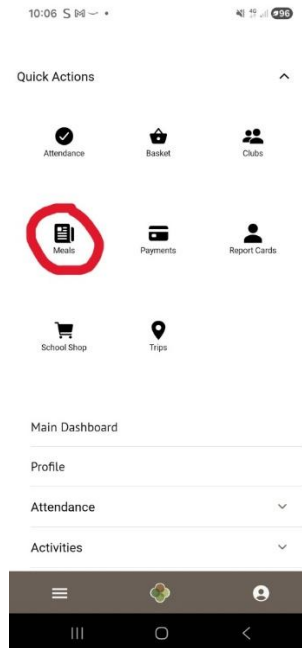 10:06
4G
96
Quick Actions
Attendance
Basket
Clubs
Meals
Payments
Report Cards
School Shop
Trips
Main Dashboard
Profile
Attendance
Activities